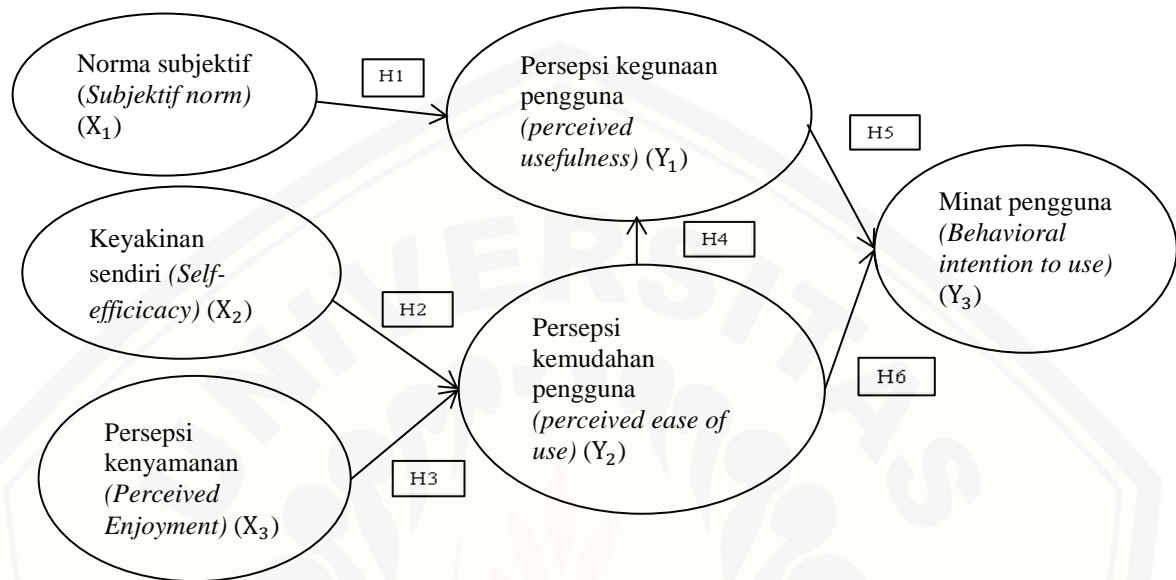 Norma subjektif
(Subjektif norm)
(X₁)
H1
Persepsi kegunaan
pengguna
(perceived
usefulness) (Y₁)
H5
Minat pengguna
(Behavioral
intention to use)
(Y₃)
Keyakinan
sendiri (Self-
efficicacy) (X₂)
H2
H4
Persepsi
kemudahan
pengguna
(perceived ease of
use) (Y₂)
H6
Persepsi
kenyamanan
(Perceived
Enjoyment) (X₃)
H3
UNIVERSITAS